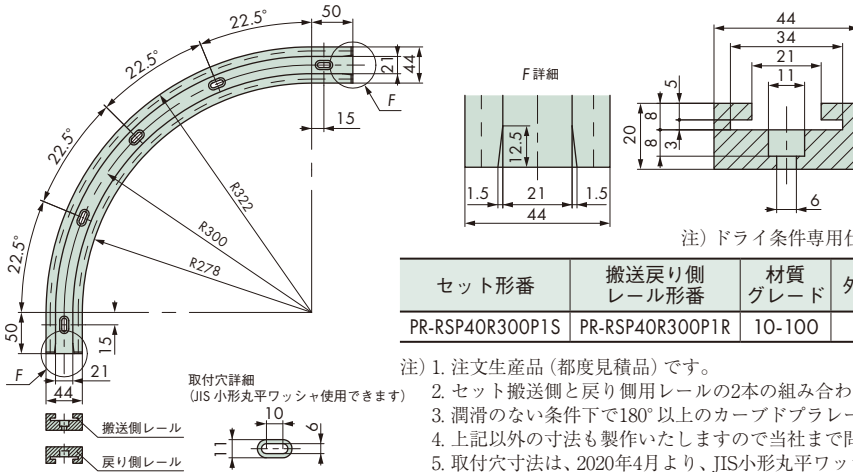 22.5°
22.5°
22.5°
22.5°
50
21
44
F
15
R322
R300
R278
50
15
F
21
44
搬送側レール
戻り側レール
取付穴詳細
(JIS 小形丸平ワッシャ使用できます)
10
6
11
F 詳細
12.5
1.5
21
1.5
44
44
34
21
11
5
8
20
8
3
6
注) ドライ条件専用仕
セット形番 搬送戻り側レール形番 材質グレード
PR-RSP40R300P1S PR-RSP40R300P1R 10-100
注) 1. 注文生産品 (都度見積品) です。
2. セット搬送側と戻り側用レールの2本の組み合わ
3. 潤滑のない条件下で180°以上のカーブドプラレー
4. 上記以外の寸法も製作いたしますので当社まで
5. 取付穴寸法は、2020年4月より、JIS小形丸平ワッ